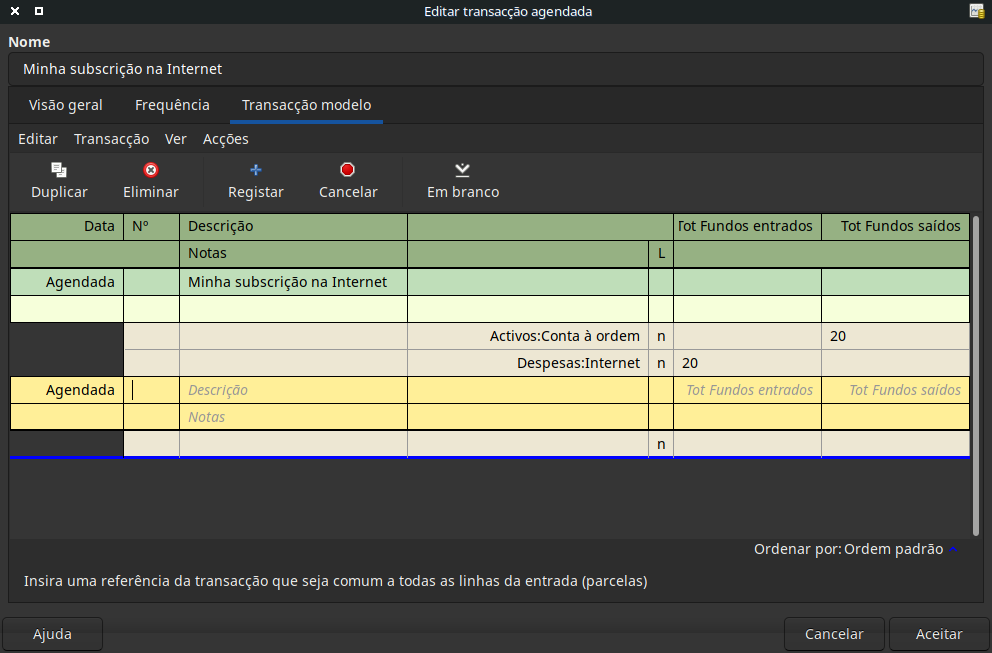 Editar transacção agendada
Nome
Minha subscrição na Internet
Visão geral Frequência Transacção modelo
Editar Transacção Ver Acções
Duplicar Eliminar Registar Cancelar Em branco
Data Nº Descrição Tot Fundos entrados Tot Fundos saídos
Notas L
Agendada Minha subscrição na Internet
Activos:Conta à ordem n 20
Despesas:Internet n 20
Agendada Descrição Tot Fundos entrados Tot Fundos saídos
Notas
n
Ordenar por: Ordem padrão
Insira uma referência da transacção que seja comum a todas as linhas da entrada (parcelas)
Ajuda Cancelar Aceitar